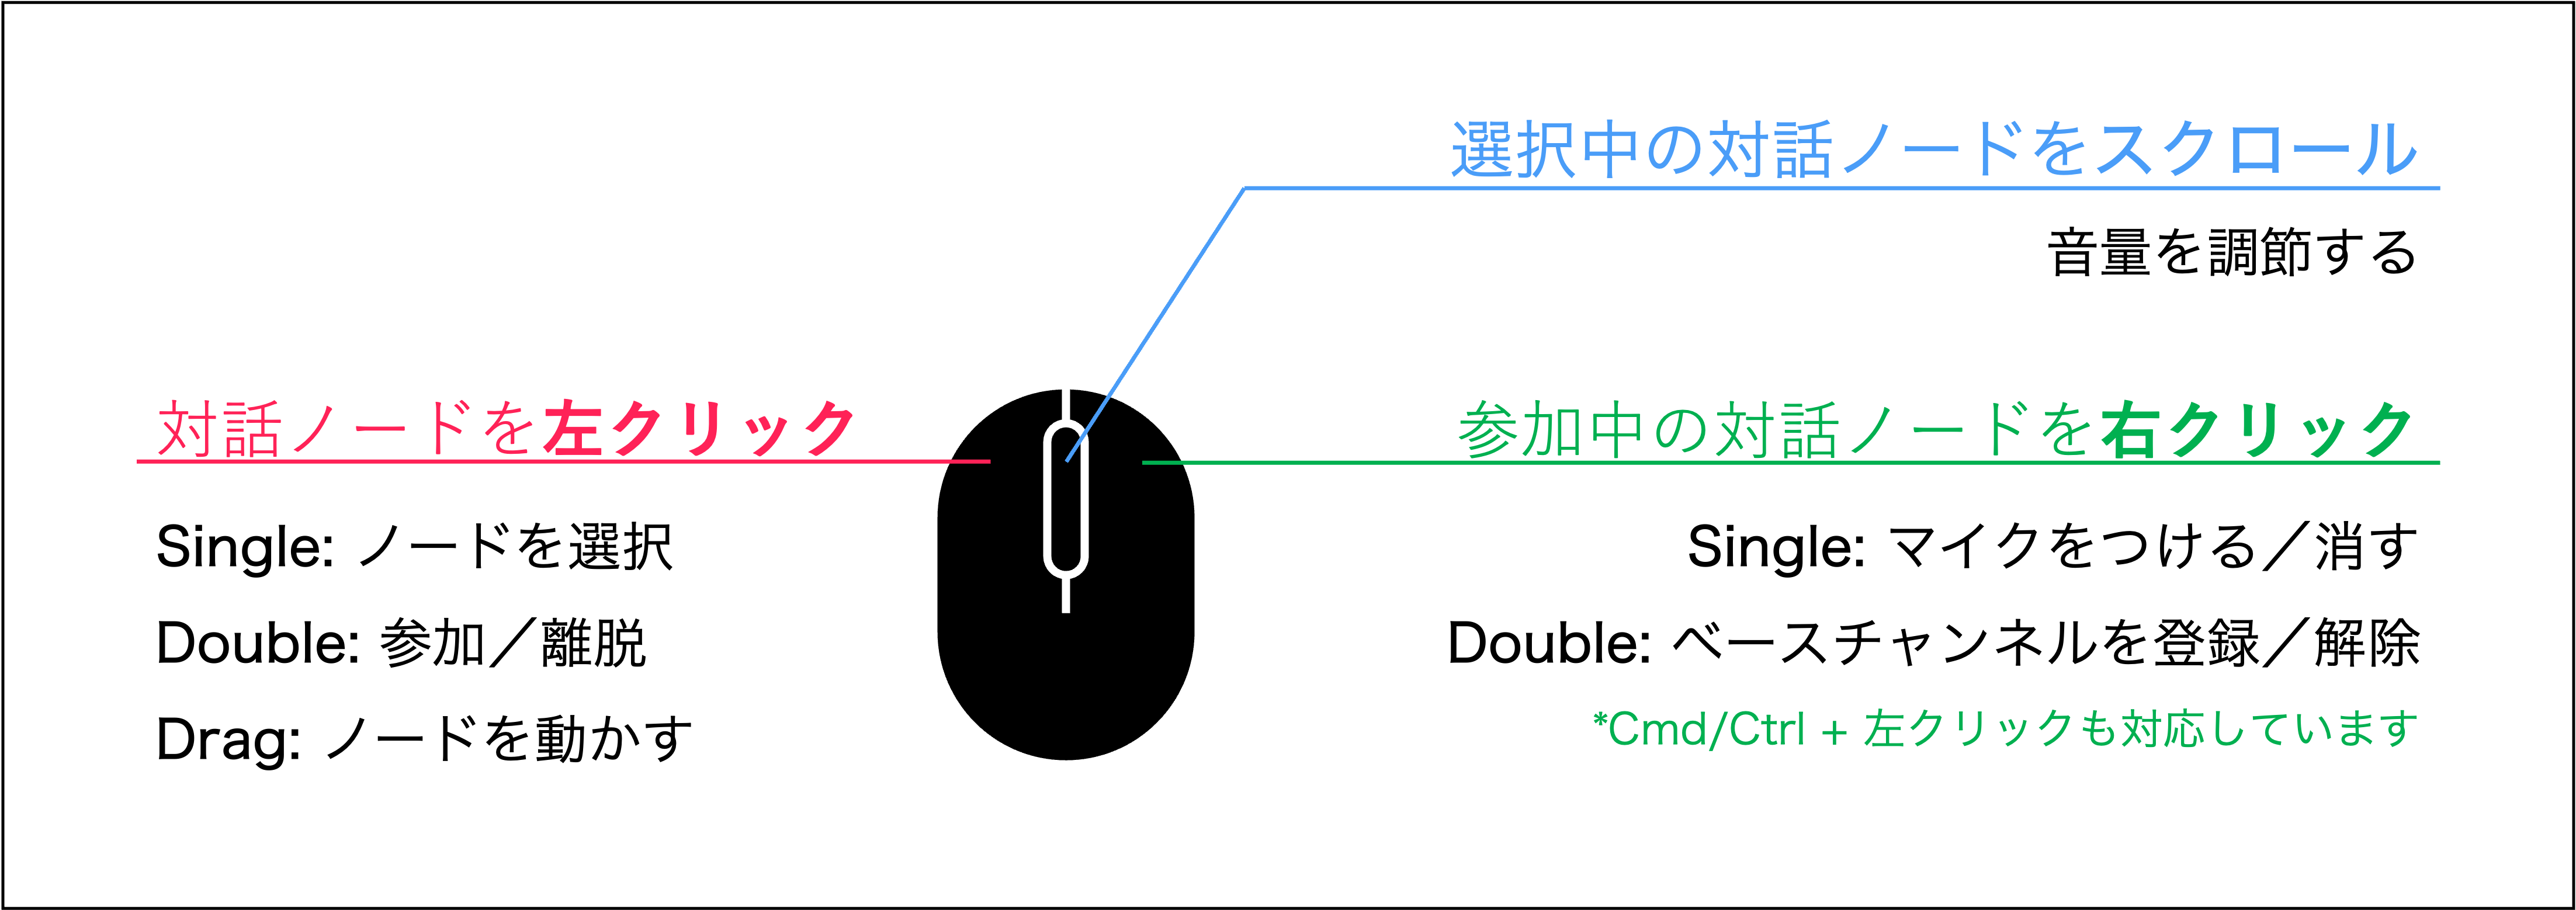 選択中の対話ノードをスクロール
音量を調節する
対話ノードを左クリック
Single: ノードを選択
Double: 参加／離脱
Drag: ノードを動かす
参加中の対話ノードを右クリック
Single: マイクをつける／消す
Double: ベースチャンネルを登録／解除
*Cmd/Ctrl + 左クリックも対応しています